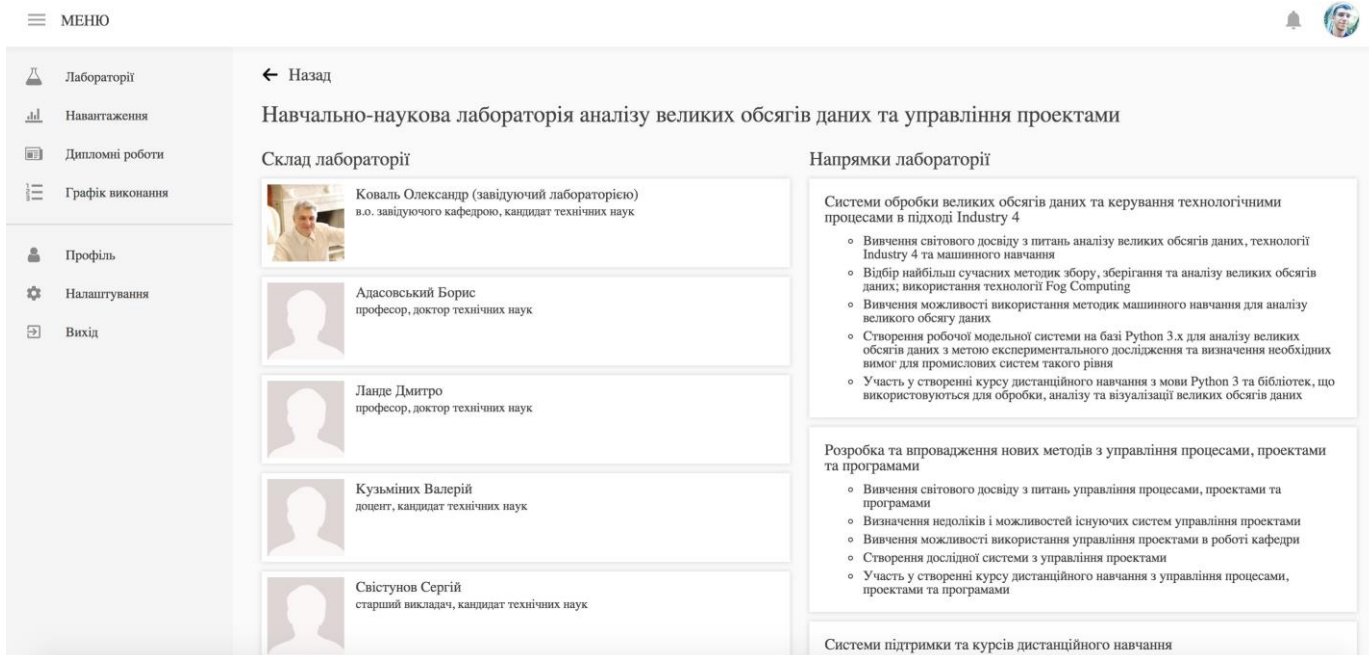 МЕНЮ
Лабораторії
Навантаження
Дипломні роботи
Графік виконання
Профіль
Налаштування
Вихід
Назад
Навчально-наукова лабораторія аналізу великих обсягів даних та управління проектами
Склад лабораторії
Коваль Олександр (завідуючий лабораторією)
в.о. завідуючого кафедрою, кандидат технічних наук
Адасовський Борис
професор, доктор технічних наук
Ланде Дмитро
професор, доктор технічних наук
Кузьміних Валерій
доцент, кандидат технічних наук
Свістунов Сергій
старший викладач, кандидат технічних наук
Напрямки лабораторії
Системи обробки великих обсягів даних та керування технологічними
процесами в підході Industry 4
Вивчення світового досвіду з питань аналізу великих обсягів даних, технології
Industry 4 та машинного навчання
Відбір найбільш сучасних методик збору, зберігання та аналізу великих обсягів
даних; використання технології Fog Computing
Вивчення можливості використання методик машинного навчання для аналізу
великого обсягу даних
Створення робочої модельної системи на базі Python 3.x для аналізу великих
обсягів даних з метою експериментального дослідження та визначення необхідних
вимог для промислових систем такого рівня
Участь у створенні курсу дистанційного навчання з мови Python 3 та бібліотек, що
використовуються для обробки, аналізу та візуалізації великих обсягів даних
Розробка та впровадження нових методів з управління процесами, проектами
та програмами
Вивчення світового досвіду з питань управління процесами, проектами та
програмами
Визначення недоліків і можливостей існуючих систем управління проектами
Вивчення можливості використання управління проектами в роботі кафедри
Створення дослідної системи з управління проектами
Участь у створенні курсу дистанційного навчання з управління процесами,
проектами та програмами
Системи підтримки та курсів дистанційного навчання